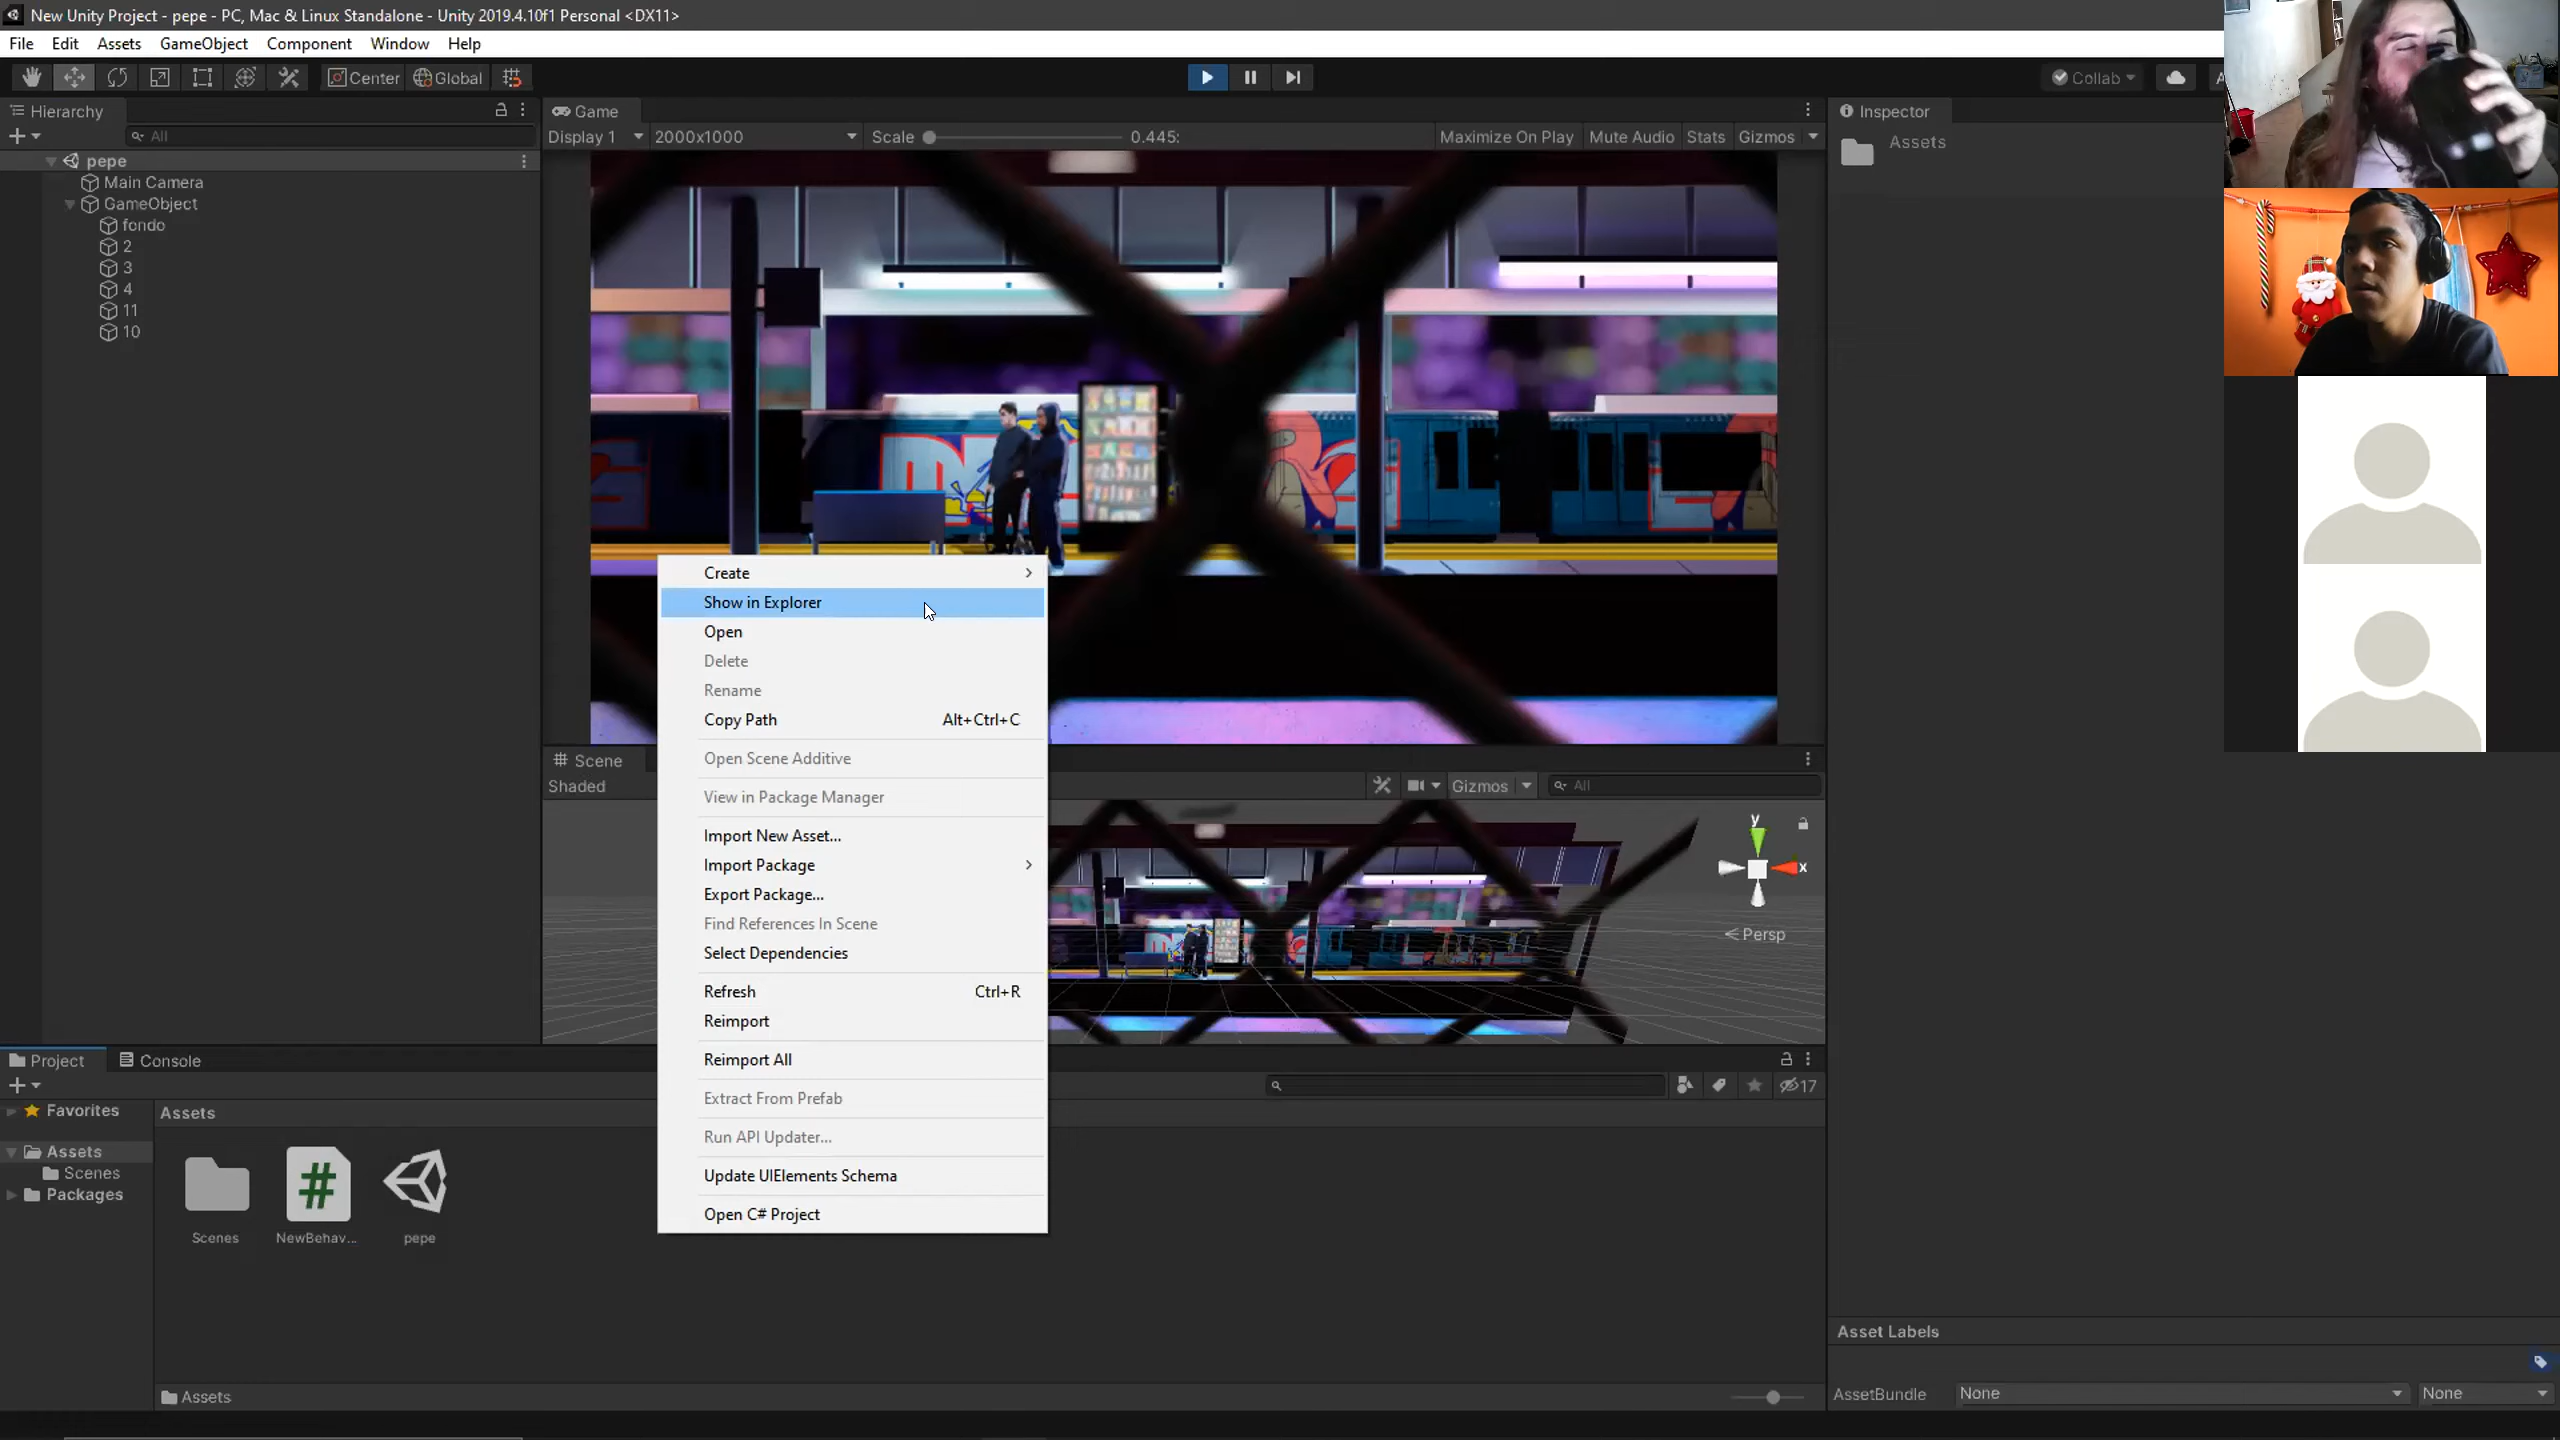 New Unity Project - pepe - PC, Mac & Linux Standalone - Unity 2019.4.10f1 Personal <DX11>
File Edit Assets GameObject Component Window Help
Center Global
Collab
Hierarchy
All
pepe
Main Camera
GameObject
fondo
2
3
4
11
10
Game
Display 1 2000x1000 Scale 0.445: Maximize On Play Mute Audio Stats Gizmos
Inspector
Assets
Create
Show in Explorer
Open
Delete
Rename
Copy Path Alt+Ctrl+C
Open Scene Additive
View in Package Manager
Import New Asset...
Import Package
Export Package...
Find References In Scene
Select Dependencies
Refresh Ctrl+R
Reimport
Reimport All
Extract From Prefab
Run API Updater...
Update UIElements Schema
Open C# Project
Scene
Shaded
Gizmos All
y
x
Persp
Project Console
17
Favorites
Assets
Scenes
Packages
Assets
Scenes NewBehav... pepe
Assets
Asset Labels
AssetBundle None None